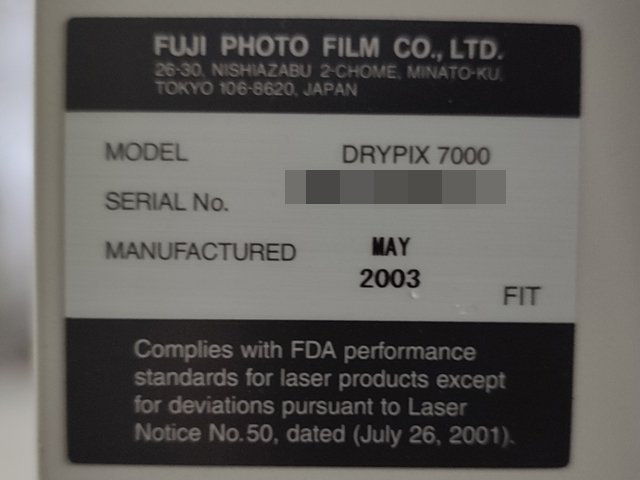 FUJI PHOTO FILM CO., LTD.
26-30, NISHIAZABU 2-CHOME, MINATO-KU,
TOKYO 106-8620, JAPAN
MODEL DRYPIX 7000
SERIAL No.
MANUFACTURED MAY
2003
FIT
Complies with FDA performance
standards for laser products except
for deviations pursuant to Laser
Notice No.50, dated (July 26, 2001).